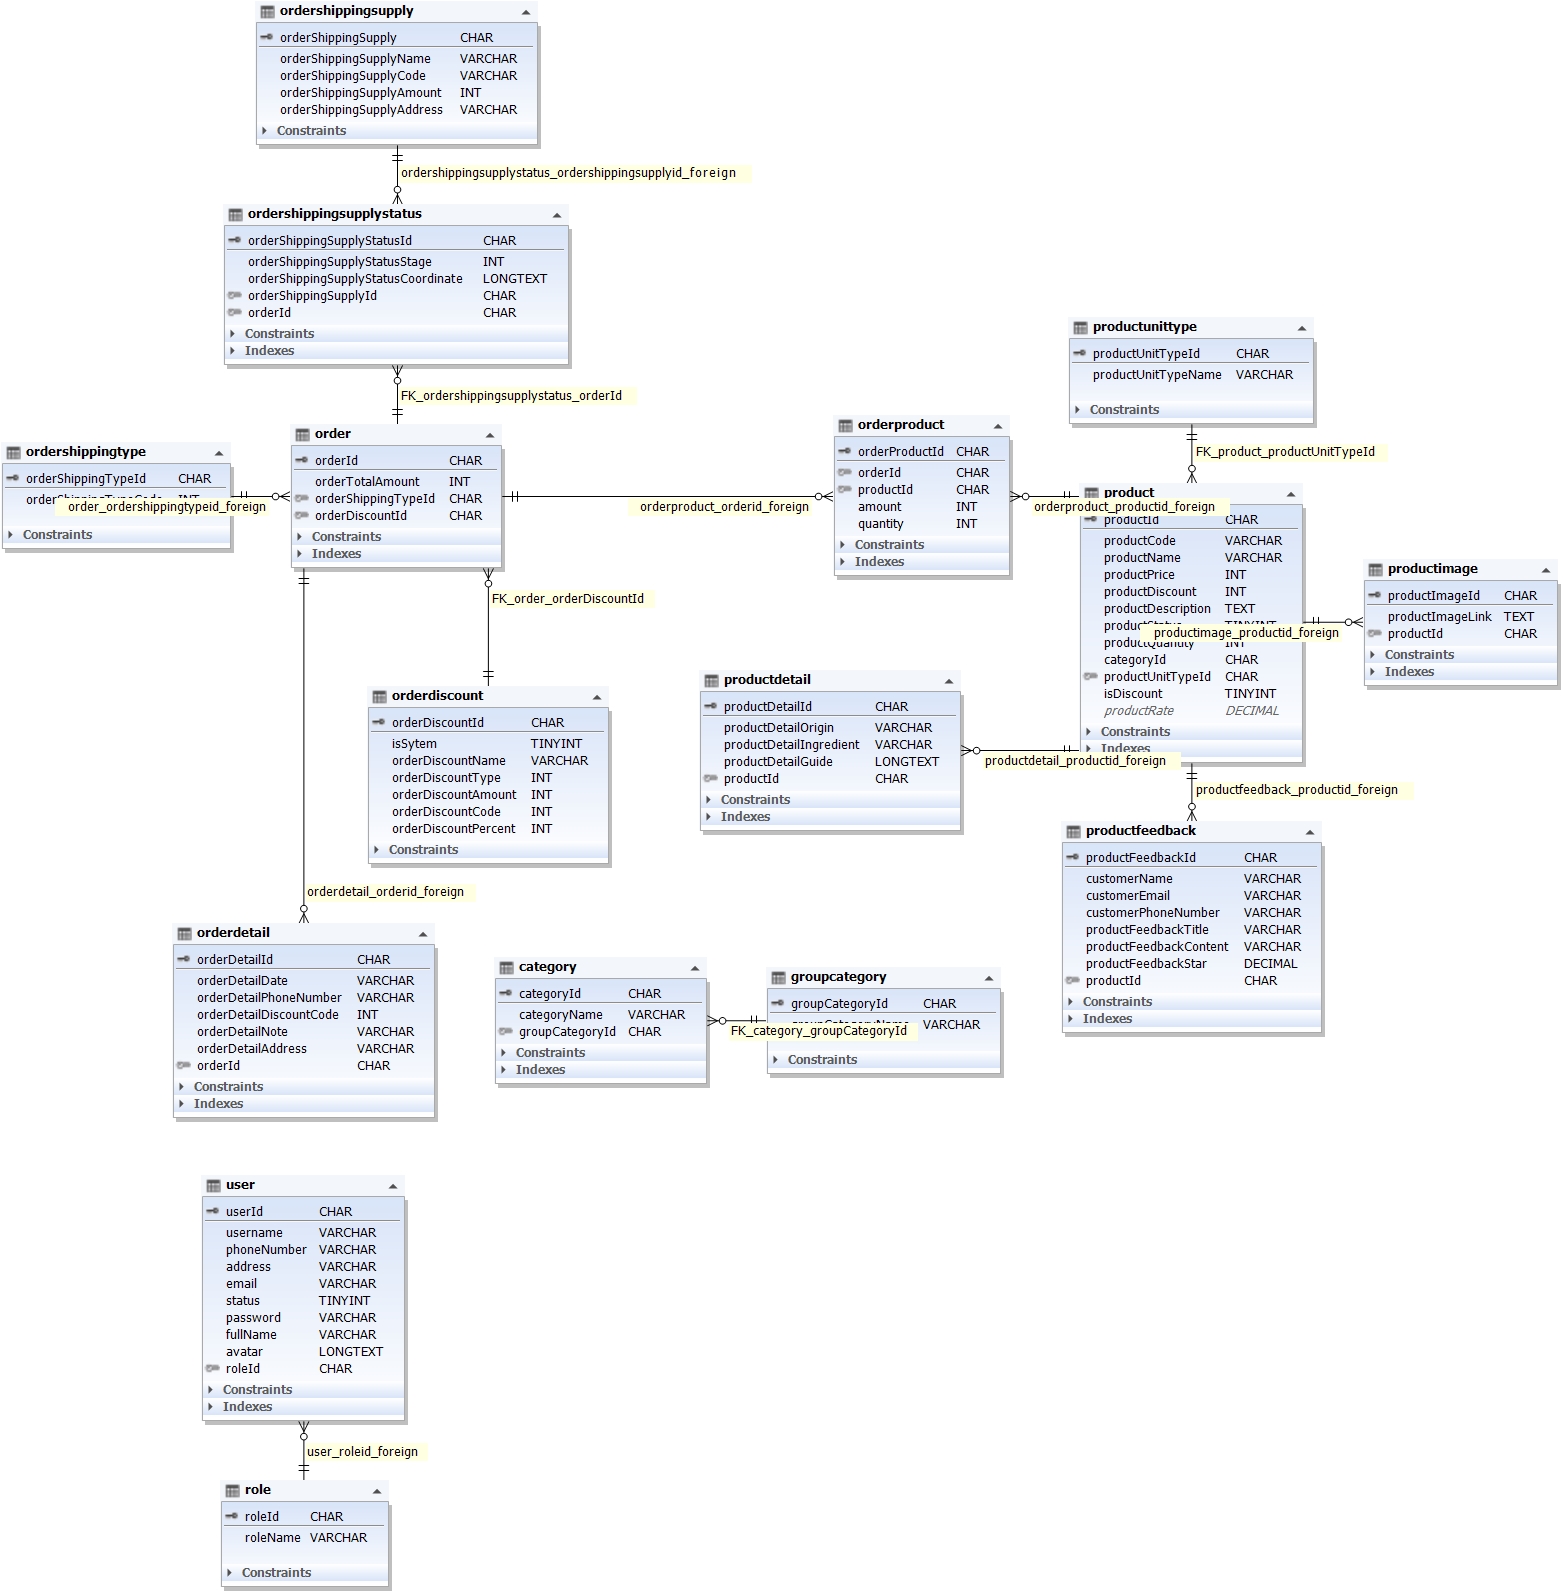 ordershippingsupply
orderShippingSupply CHAR
orderShippingSupplyName VARCHAR
orderShippingSupplyCode VARCHAR
orderShippingSupplyAmount INT
orderShippingSupplyAddress VARCHAR
Constraints
ordershippingsupplystatus_ordershippingsupplyid_foreign
ordershippingsupplystatus
orderShippingSupplyStatusId CHAR
orderShippingSupplyStatusStage INT
orderShippingSupplyStatusCoordinate LONGTEXT
orderShippingSupplyId CHAR
orderId CHAR
Constraints
Indexes
FK_ordershippingsupplystatus_orderId
ordershippingtype
orderShippingTypeId CHAR
order_ordershippingtypeid_foreign
Constraints
order
orderId CHAR
orderTotalAmount INT
orderShippingTypeId CHAR
orderDiscountId CHAR
Constraints
Indexes
orderproduct_orderid_foreign
orderproduct
orderProductId CHAR
orderId CHAR
productId CHAR
amount INT
quantity INT
Constraints
Indexes
productunittype
productUnitTypeId CHAR
productUnitTypeName VARCHAR
Constraints
FK_product_productUnitTypeId
orderproduct_productid_foreign
product
productId CHAR
productCode VARCHAR
productName VARCHAR
productPrice INT
productDiscount INT
productDescription TEXT
productStatus TINYINT
productQuantity INT
categoryId CHAR
productUnitTypeId CHAR
isDiscount TINYINT
productRate DECIMAL
Constraints
Indexes
productimage_productid_foreign
productimage
productImageId CHAR
productImageLink TEXT
productId CHAR
Constraints
Indexes
FK_order_orderDiscountId
orderdiscount
orderDiscountId CHAR
isSytem TINYINT
orderDiscountName VARCHAR
orderDiscountType INT
orderDiscountAmount INT
orderDiscountCode INT
orderDiscountPercent INT
Constraints
productdetail
productDetailId CHAR
productDetailOrigin VARCHAR
productDetailIngredient VARCHAR
productDetailGuide LONGTEXT
productId CHAR
Constraints
Indexes
productdetail_productid_foreign
productfeedback_productid_foreign
productfeedback
productFeedbackId CHAR
customerName VARCHAR
customerEmail VARCHAR
customerPhoneNumber VARCHAR
productFeedbackTitle VARCHAR
productFeedbackContent VARCHAR
productFeedbackStar DECIMAL
productId CHAR
Constraints
Indexes
orderdetail_orderid_foreign
orderdetail
orderDetailId CHAR
orderDetailDate VARCHAR
orderDetailPhoneNumber VARCHAR
orderDetailDiscountCode INT
orderDetailNote VARCHAR
orderDetailAddress VARCHAR
orderId CHAR
Constraints
Indexes
category
categoryId CHAR
categoryName VARCHAR
groupCategoryId CHAR
Constraints
Indexes
FK_category_groupCategoryId
groupcategory
groupCategoryId CHAR
VARCHAR
Constraints
user
userId CHAR
username VARCHAR
phoneNumber VARCHAR
address VARCHAR
email VARCHAR
status TINYINT
password VARCHAR
fullName VARCHAR
avatar LONGTEXT
roleId CHAR
Constraints
Indexes
user_roleid_foreign
role
roleId CHAR
roleName VARCHAR
Constraints